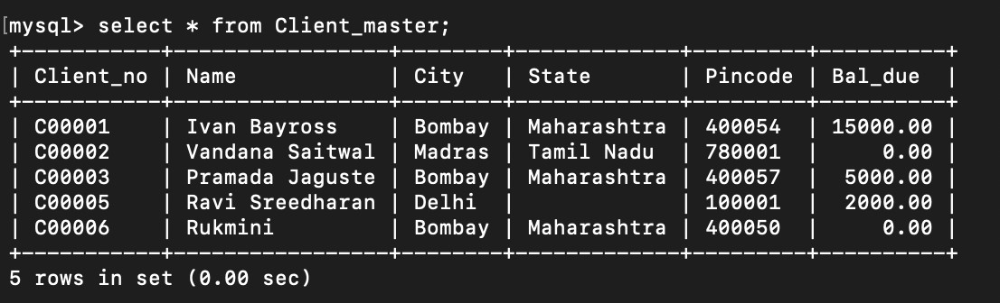 mysql> select * from Client_master;
+-----------+------------------+--------+-------------+---------+----------+
| Client_no | Name             | City   | State       | Pincode | Bal_due  |
+-----------+------------------+--------+-------------+---------+----------+
| C00001    | Ivan Bayross     | Bombay | Maharashtra | 400054  | 15000.00 |
| C00002    | Vandana Saitwal  | Madras | Tamil Nadu  | 780001  |     0.00 |
| C00003    | Pramada Jaguste  | Bombay | Maharashtra | 400057  |  5000.00 |
| C00005    | Ravi Sreedharan  | Delhi  |             | 100001  |  2000.00 |
| C00006    | Rukmini          | Bombay | Maharashtra | 400050  |     0.00 |
+-----------+------------------+--------+-------------+---------+----------+
5 rows in set (0.00 sec)